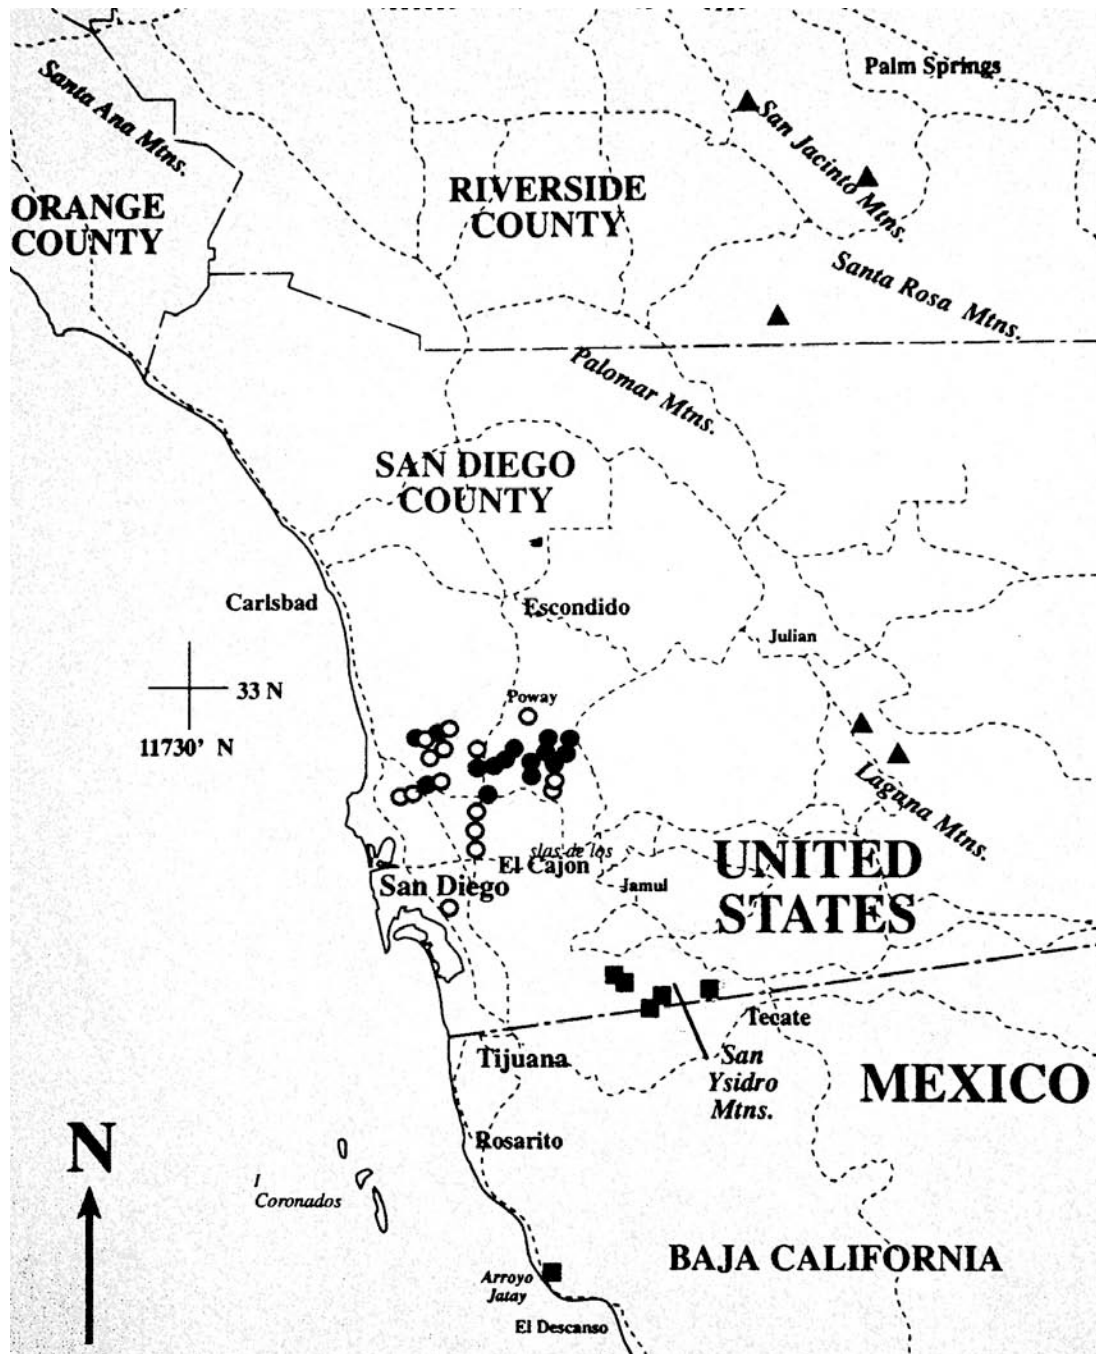 Palm Springs
Santa Ana Mtns.
San Jacinto Mtns.
RIVERSIDE
COUNTY
ORANGE
COUNTY
Santa Rosa Mtns.
Palomar Mtns.
SAN DIEGO
COUNTY
Carlsbad
Escondido
Julian
33 N
Poway
11730' N
Laguna Mtns.
slas de los
El Cajon
UNITED
STATES
San Diego
Jamul
Tecate
Tijuana
San
Ysidro
Mtns.
MEXICO
N
Rosarito
I
Coronados
BAJA CALIFORNIA
Arroyo
Jatay
El Descanso